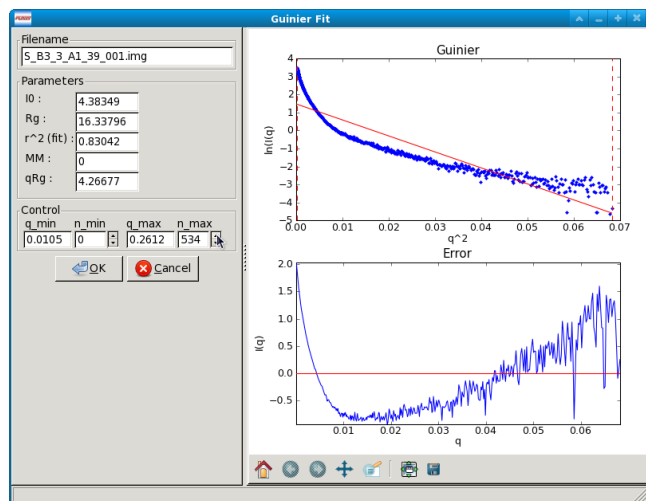 Guinier Fit
Filename
S_B3_3_A1_39_001.img
Parameters
I0 : 4.38349
Rg : 16.33796
r^2 (fit) : 0.83042
MM : 0
qRg : 4.26677
Control
q_min n_min q_max n_max
0.0105 0 0.2612 534
OK Cancel
Guinier
ln(I(q)
4
3
2
1
0
-1
-2
-3
-4
-5
0.00 0.01 0.02 0.03 0.04 0.05 0.06 0.07
q^2
Error
I(q)
2.0
1.5
1.0
0.5
0.0
−0.5
0.01 0.02 0.03 0.04 0.05 0.06
q